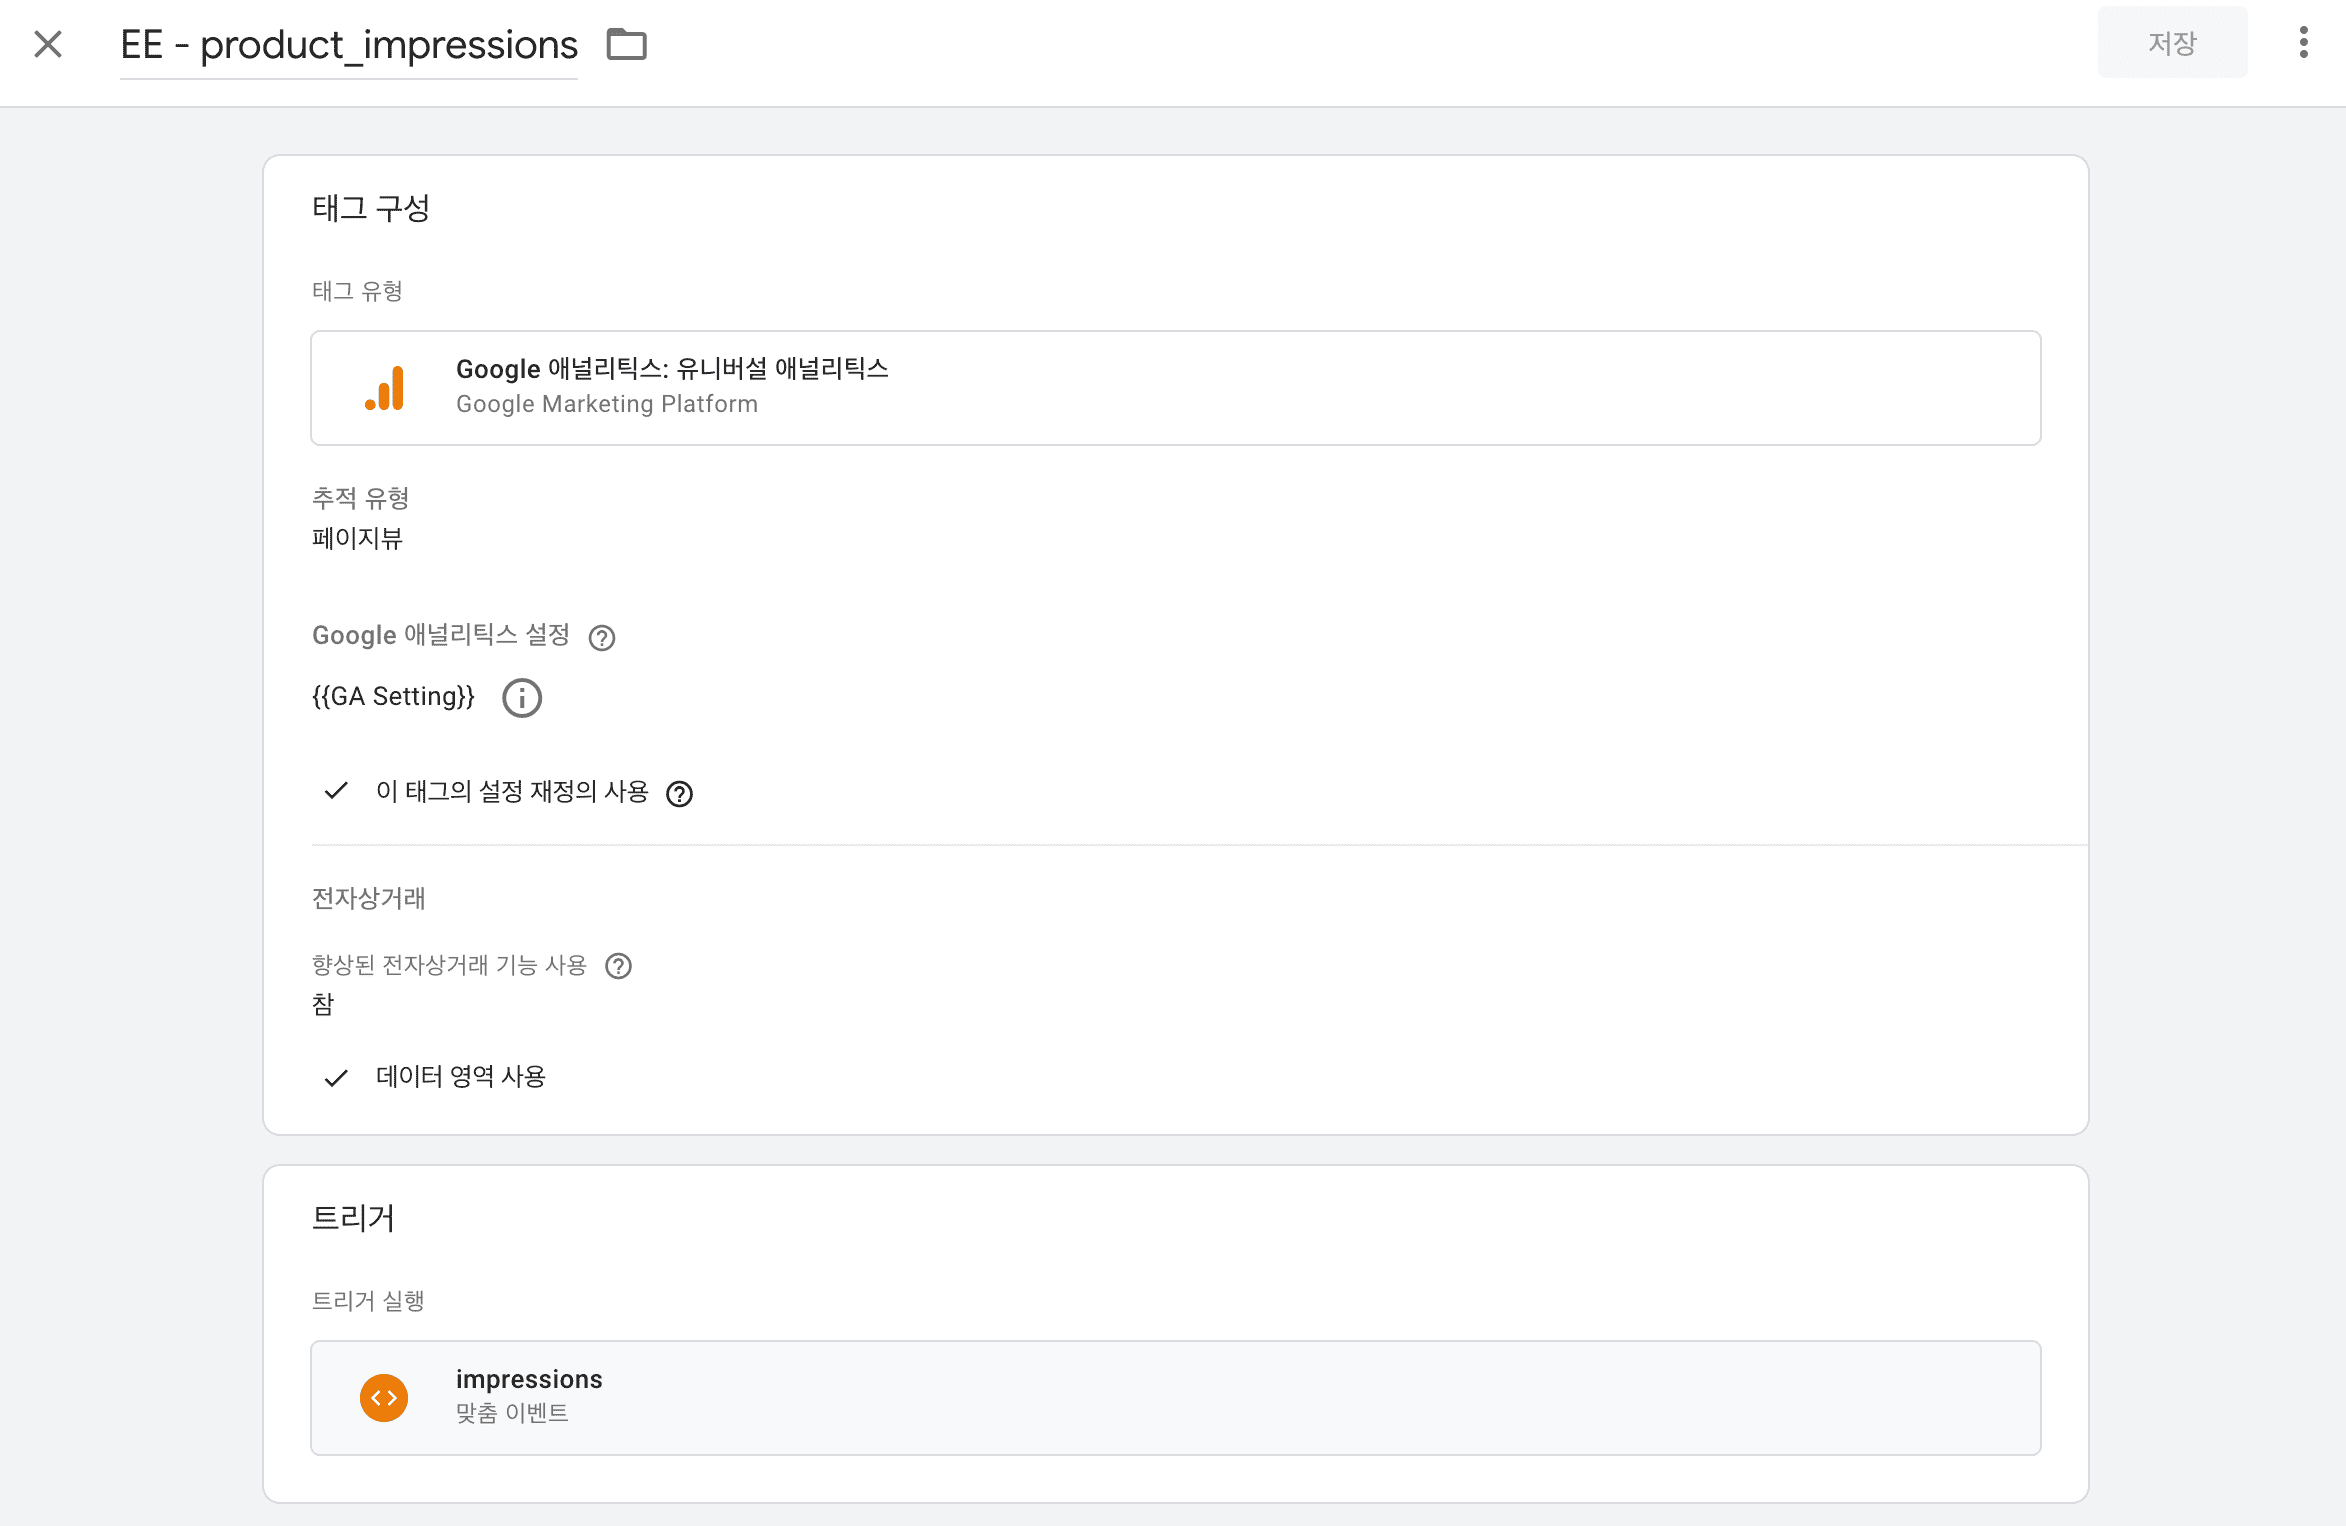 EE - product_impressions
저장
태그 구성
태그 유형
Google 애널리틱스: 유니버설 애널리틱스
Google Marketing Platform
추적 유형
페이지뷰
Google 애널리틱스 설정
{{GA Setting}}
이 태그의 설정 재정의 사용
전자상거래
향상된 전자상거래 기능 사용
참
데이터 영역 사용
트리거
트리거 실행
impressions
맞춤 이벤트